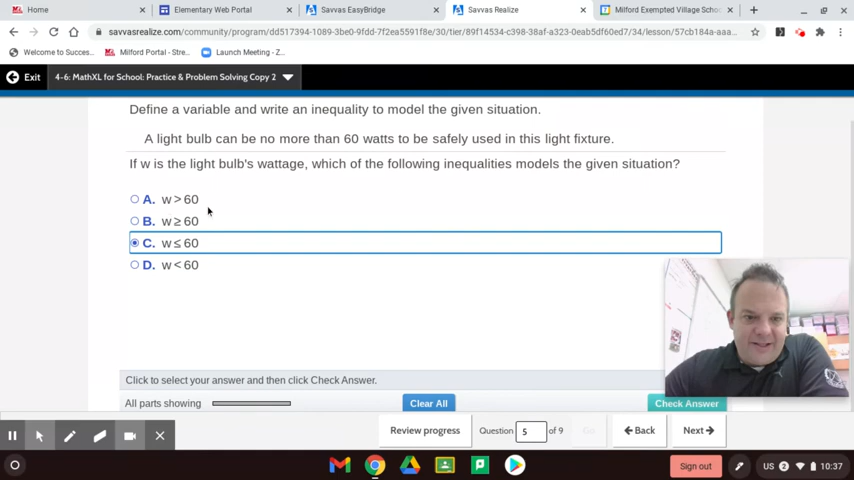 Home
Elementary Web Portal
Savvas EasyBridge
Savvas Realize
Milford Exempted Village Schoo
savvasrealize.com/community/program/dd517394-1089-3bd0-9fdd-7f2ea5591f8e/30/tier/89f14534-c398-38af-a323-0eb5df60ed67/34/lesson/57cb184a-aaa...
Welcome to Succes...
Milford Portal - Stre...
Launch Meeting - Z...
Exit
4-6: MathXL for School: Practice & Problem Solving Copy 2
Define a variable and write an inequality to model the given situation.
A light bulb can be no more than 60 watts to be safely used in this light fixture.
If w is the light bulb's wattage, which of the following inequalities models the given situation?
A. w > 60
B. w ≥ 60
C. w ≤ 60
D. w < 60
Click to select your answer and then click Check Answer.
All parts showing
Clear All
Check Answer
Review progress
Question 5 of 9
Go
Back
Next
Sign out
US 2 10:37